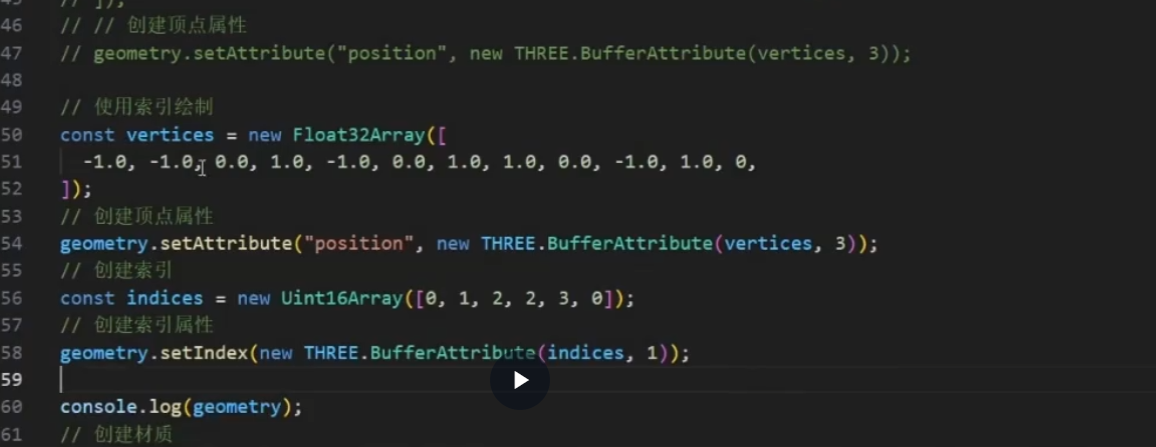 45 // ]);
46 // // 创建顶点属性
47 // geometry.setAttribute("position", new THREE.BufferAttribute(vertices, 3));
48
49 // 使用索引绘制
50 const vertices = new Float32Array([
51 -1.0, -1.0, 0.0, 1.0, -1.0, 0.0, 1.0, 1.0, 0.0, -1.0, 1.0, 0,
52 ]);
53 // 创建顶点属性
54 geometry.setAttribute("position", new THREE.BufferAttribute(vertices, 3));
55 // 创建索引
56 const indices = new Uint16Array([0, 1, 2, 2, 3, 0]);
57 // 创建索引属性
58 geometry.setIndex(new THREE.BufferAttribute(indices, 1));
59
60 console.log(geometry);
61 // 创建材质